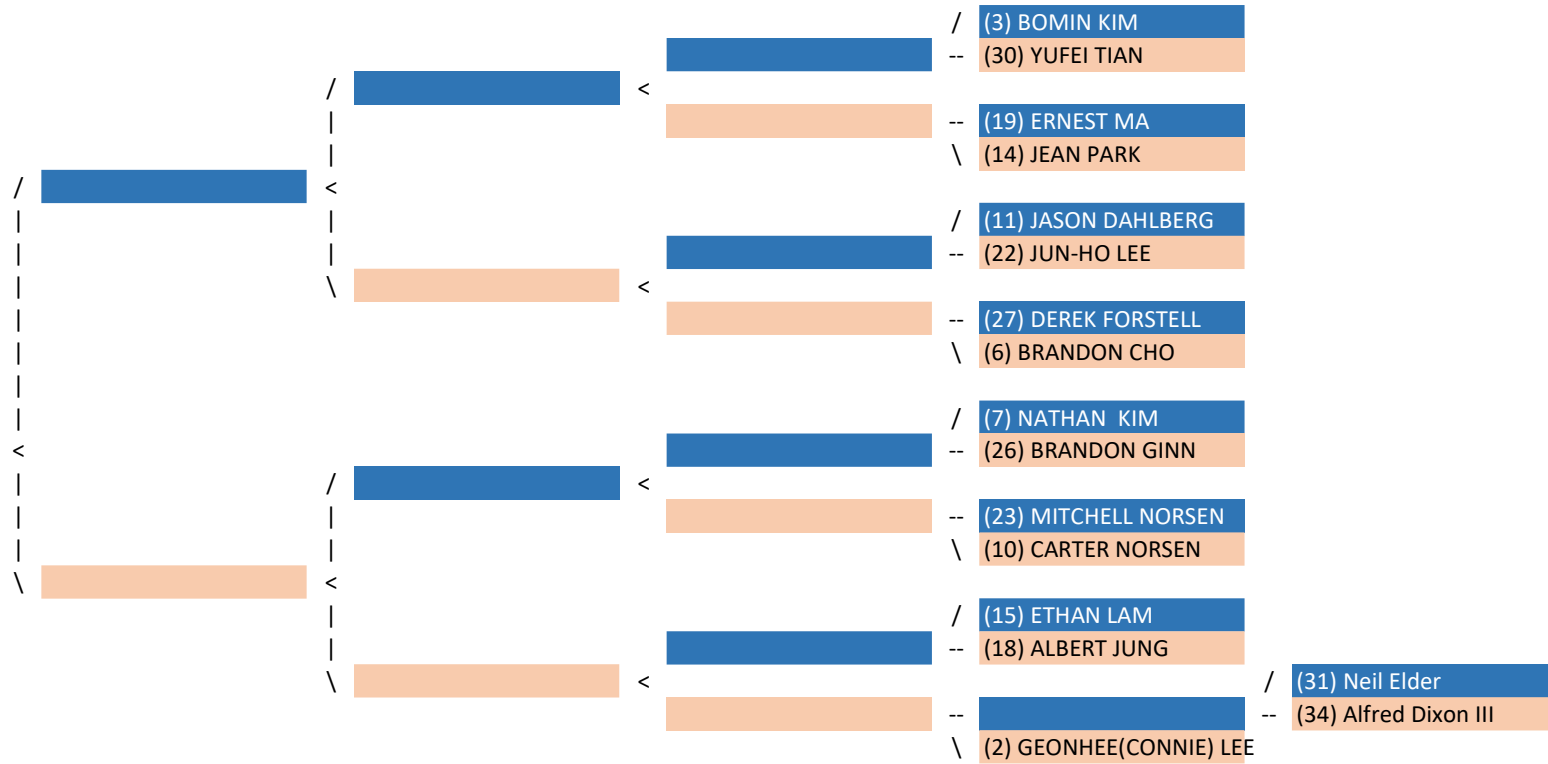 (3) BOMIN KIM
(30) YUFEI TIAN
(19) ERNEST MA
(14) JEAN PARK
(11) JASON DAHLBERG
(22) JUN-HO LEE
(27) DEREK FORSTELL
(6) BRANDON CHO
(7) NATHAN  KIM
(26) BRANDON GINN
(23) MITCHELL NORSEN
(10) CARTER NORSEN
(15) ETHAN LAM
(18) ALBERT JUNG
(31) Neil Elder
(34) Alfred Dixon III
(2) GEONHEE(CONNIE) LEE